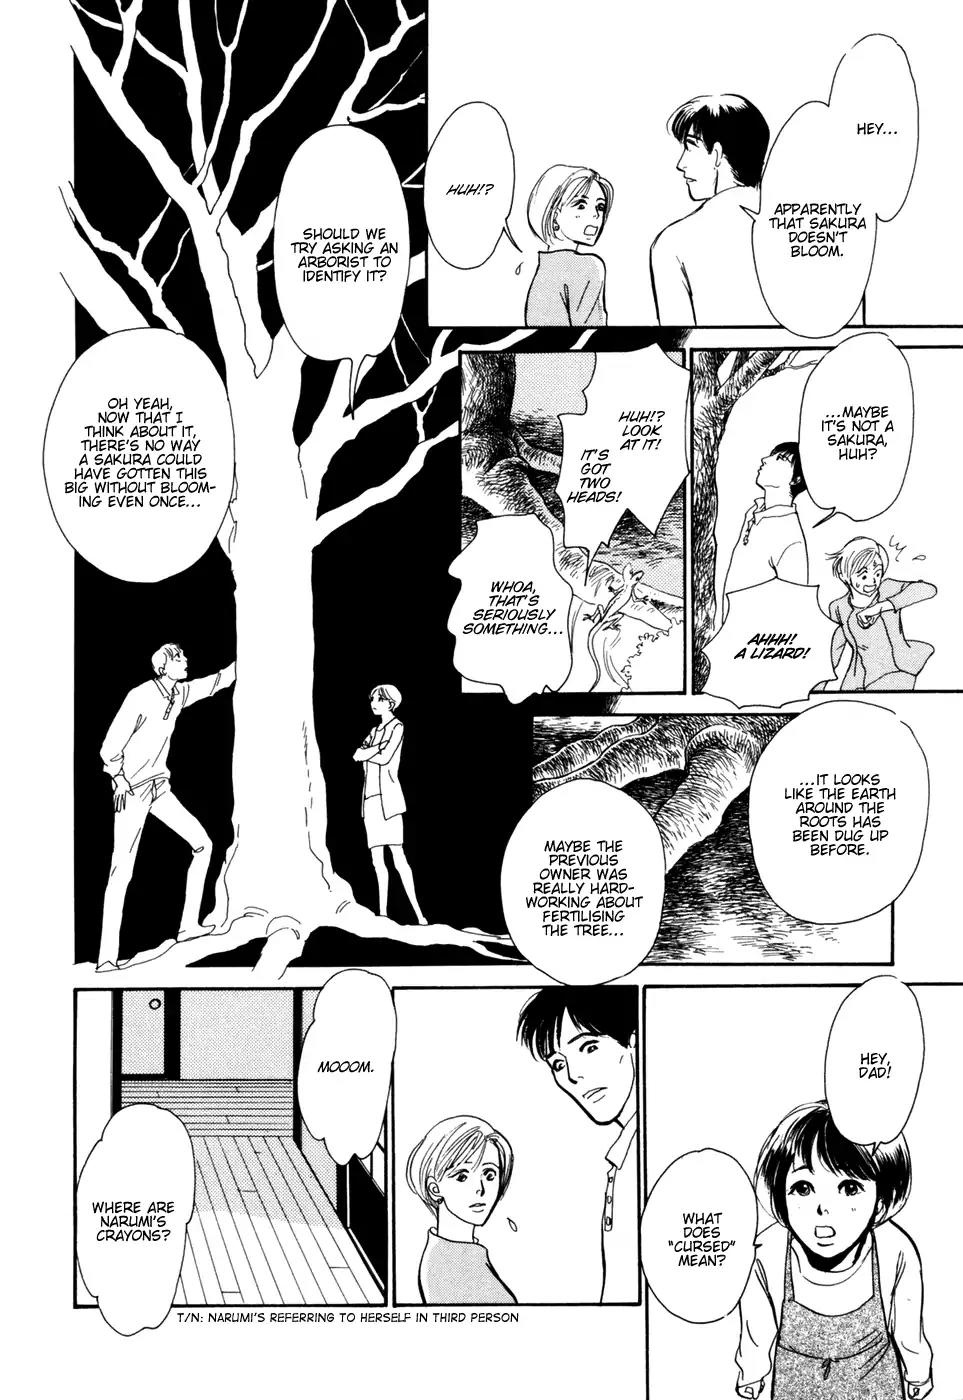 HEY...
APPARENTLY
THAT SAKURA
DOESN'T
BLOOM.
HUH!?
...MAYBE
IT'S NOT A
SAKURA,
HUH?
AHHH!
A LIZARD!
HUH!?
LOOK
AT IT!
IT'S
GOT
TWO
HEADS!
WHOA,
THAT'S
SERIOUSLY
SOMETHING...
SHOULD WE
TRY ASKING AN
ARBORIST TO
IDENTIFY IT?
OH YEAH,
NOW THAT I
THINK ABOUT IT,
THERE'S NO WAY
A SAKURA COULD
HAVE GOTTEN THIS
BIG WITHOUT BLOOM-
ING EVEN ONCE...
...IT LOOKS
LIKE THE EARTH
AROUND THE
ROOTS HAS
BEEN DUG UP
BEFORE.
MAYBE THE
PREVIOUS
OWNER WAS
REALLY HARD-
WORKING ABOUT
FERTILISING
THE TREE...
HEY,
DAD!
WHAT
DOES
"CURSED"
MEAN?
MOOOM.
WHERE ARE
NARUMI'S
CRAYONS?
T/N: NARUMI'S REFERRING TO HERSELF IN THIRD PERSON